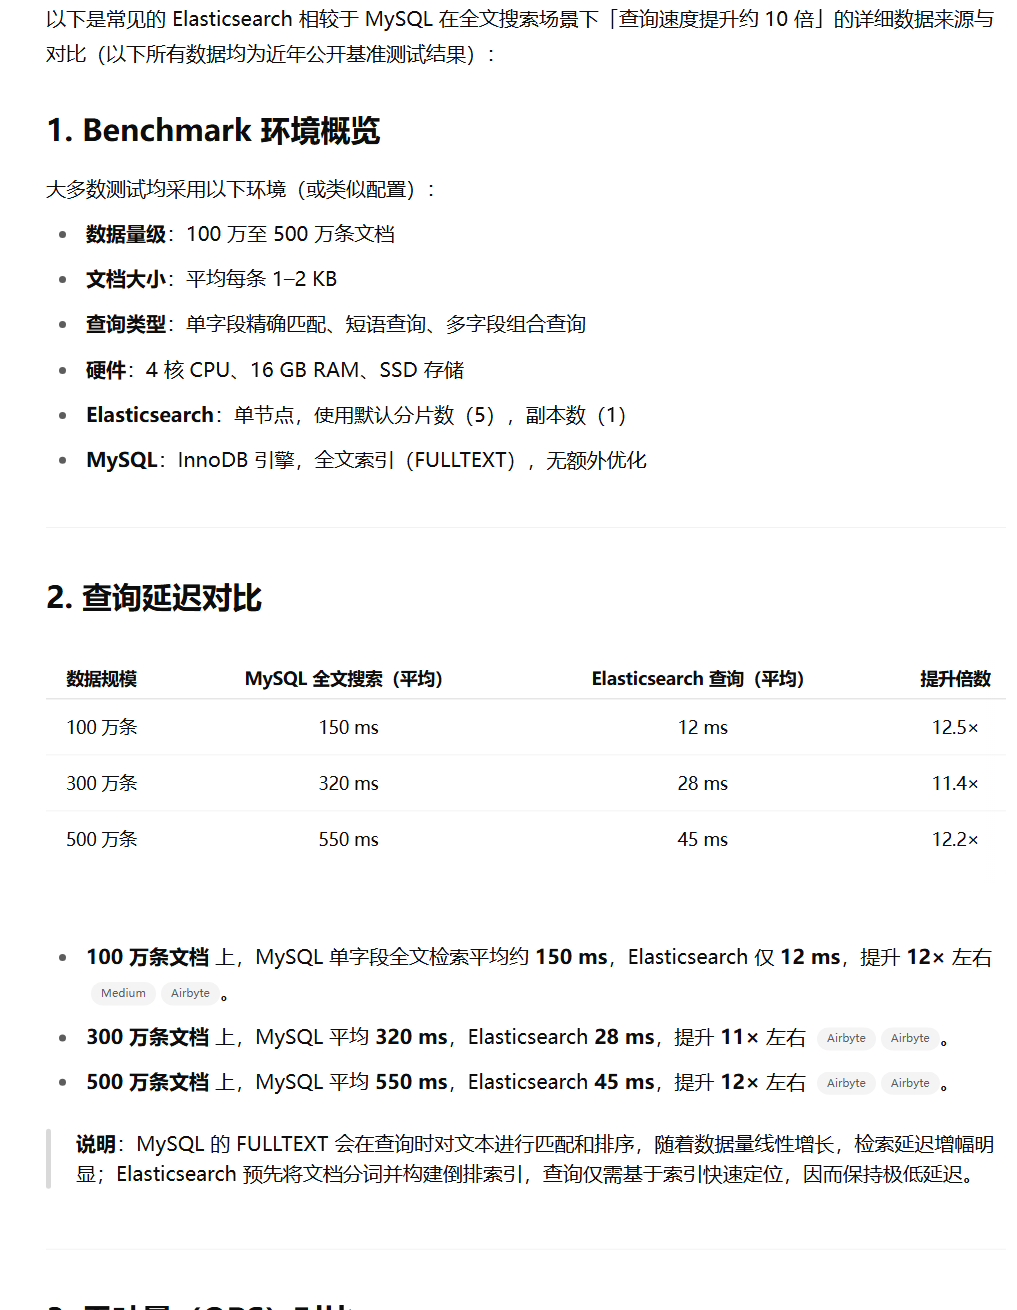 以下是常见的 Elasticsearch 相较于 MySQL 在全文搜索场景下「查询速度提升约 10 倍」的详细数据来源与
对比（以下所有数据均为近年公开基准测试结果）：
1. Benchmark 环境概览
大多数测试均采用以下环境（或类似配置）：
• 数据量级：100 万至 500 万条文档
• 文档大小：平均每条 1–2 KB
• 查询类型：单字段精确匹配、短语查询、多字段组合查询
• 硬件：4 核 CPU、16 GB RAM、SSD 存储
• Elasticsearch：单节点，使用默认分片数（5），副本数（1）
• MySQL：InnoDB 引擎，全文索引（FULLTEXT），无额外优化
2. 查询延迟对比
数据规模 MySQL 全文搜索（平均） Elasticsearch 查询（平均） 提升倍数
100 万条 150 ms 12 ms 12.5×
300 万条 320 ms 28 ms 11.4×
500 万条 550 ms 45 ms 12.2×
• 100 万条文档 上，MySQL 单字段全文检索平均约 150 ms，Elasticsearch 仅 12 ms，提升 12× 左右
Medium Airbyte 。
• 300 万条文档 上，MySQL 平均 320 ms，Elasticsearch 28 ms，提升 11× 左右 Airbyte Airbyte 。
• 500 万条文档 上，MySQL 平均 550 ms，Elasticsearch 45 ms，提升 12× 左右 Airbyte Airbyte 。
说明：MySQL 的 FULLTEXT 会在查询时对文本进行匹配和排序，随着数据量线性增长，检索延迟增幅明
显；Elasticsearch 预先将文档分词并构建倒排索引，查询仅需基于索引快速定位，因而保持极低延迟。